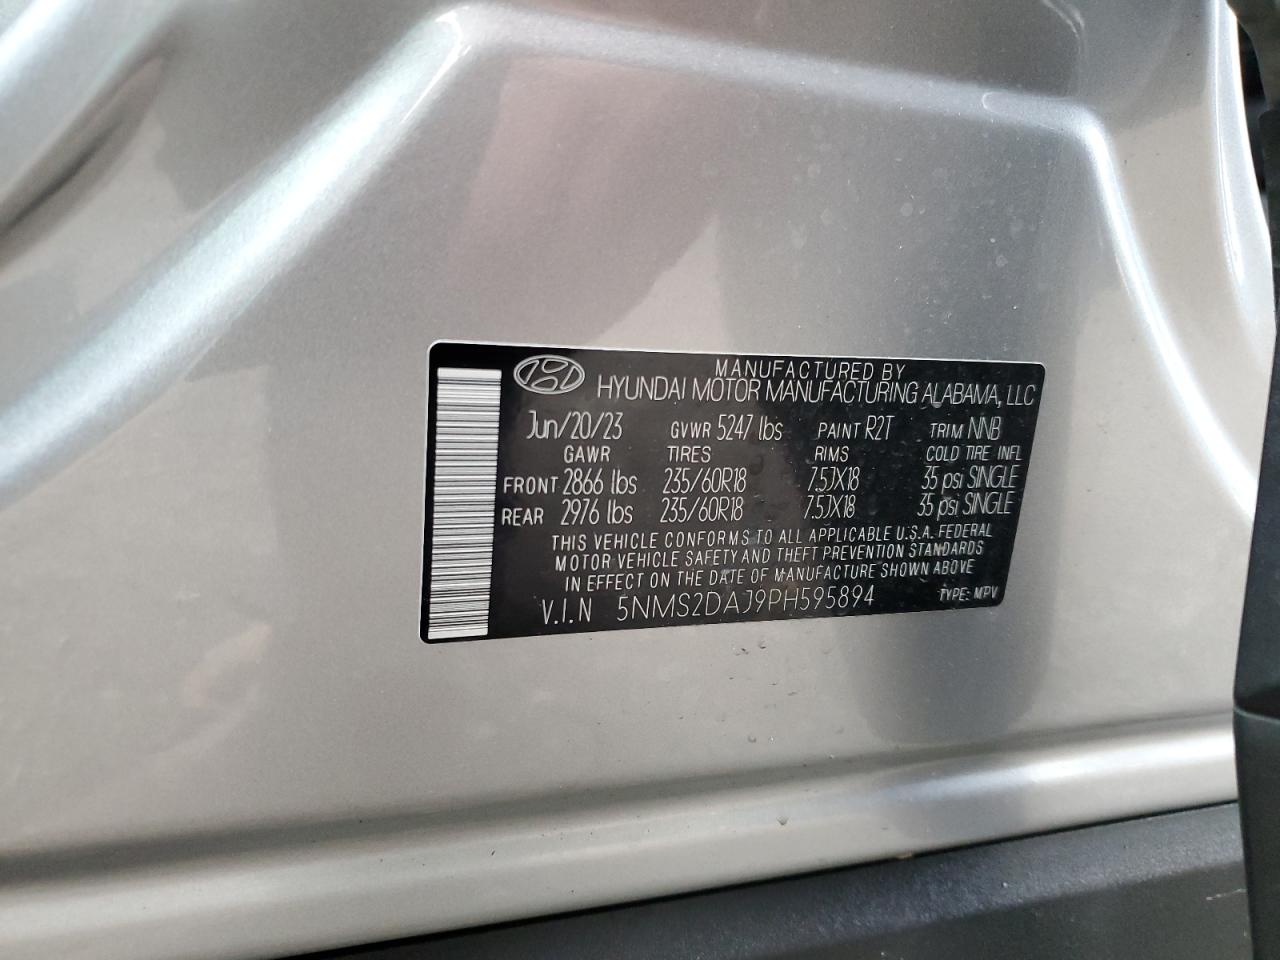 MANUFACTURED BY
HYUNDAI MOTOR MANUFACTURING ALABAMA, LLC
Jun/20/23 GVWR 5247 lbs PAINT R2T TRIM NNB
GAWR TIRES RIMS COLD TIRE INFL
FRONT 2866 lbs 235/60R18 7.5JX18 35 psi SINGLE
REAR 2976 lbs 235/60R18 7.5JX18 35 psi SINGLE
THIS VEHICLE CONFORMS TO ALL APPLICABLE U.S.A. FEDERAL
MOTOR VEHICLE SAFETY AND THEFT PREVENTION STANDARDS
IN EFFECT ON THE DATE OF MANUFACTURE SHOWN ABOVE
V.I.N 5NMS2DAJ9PH595894 TYPE: MPV